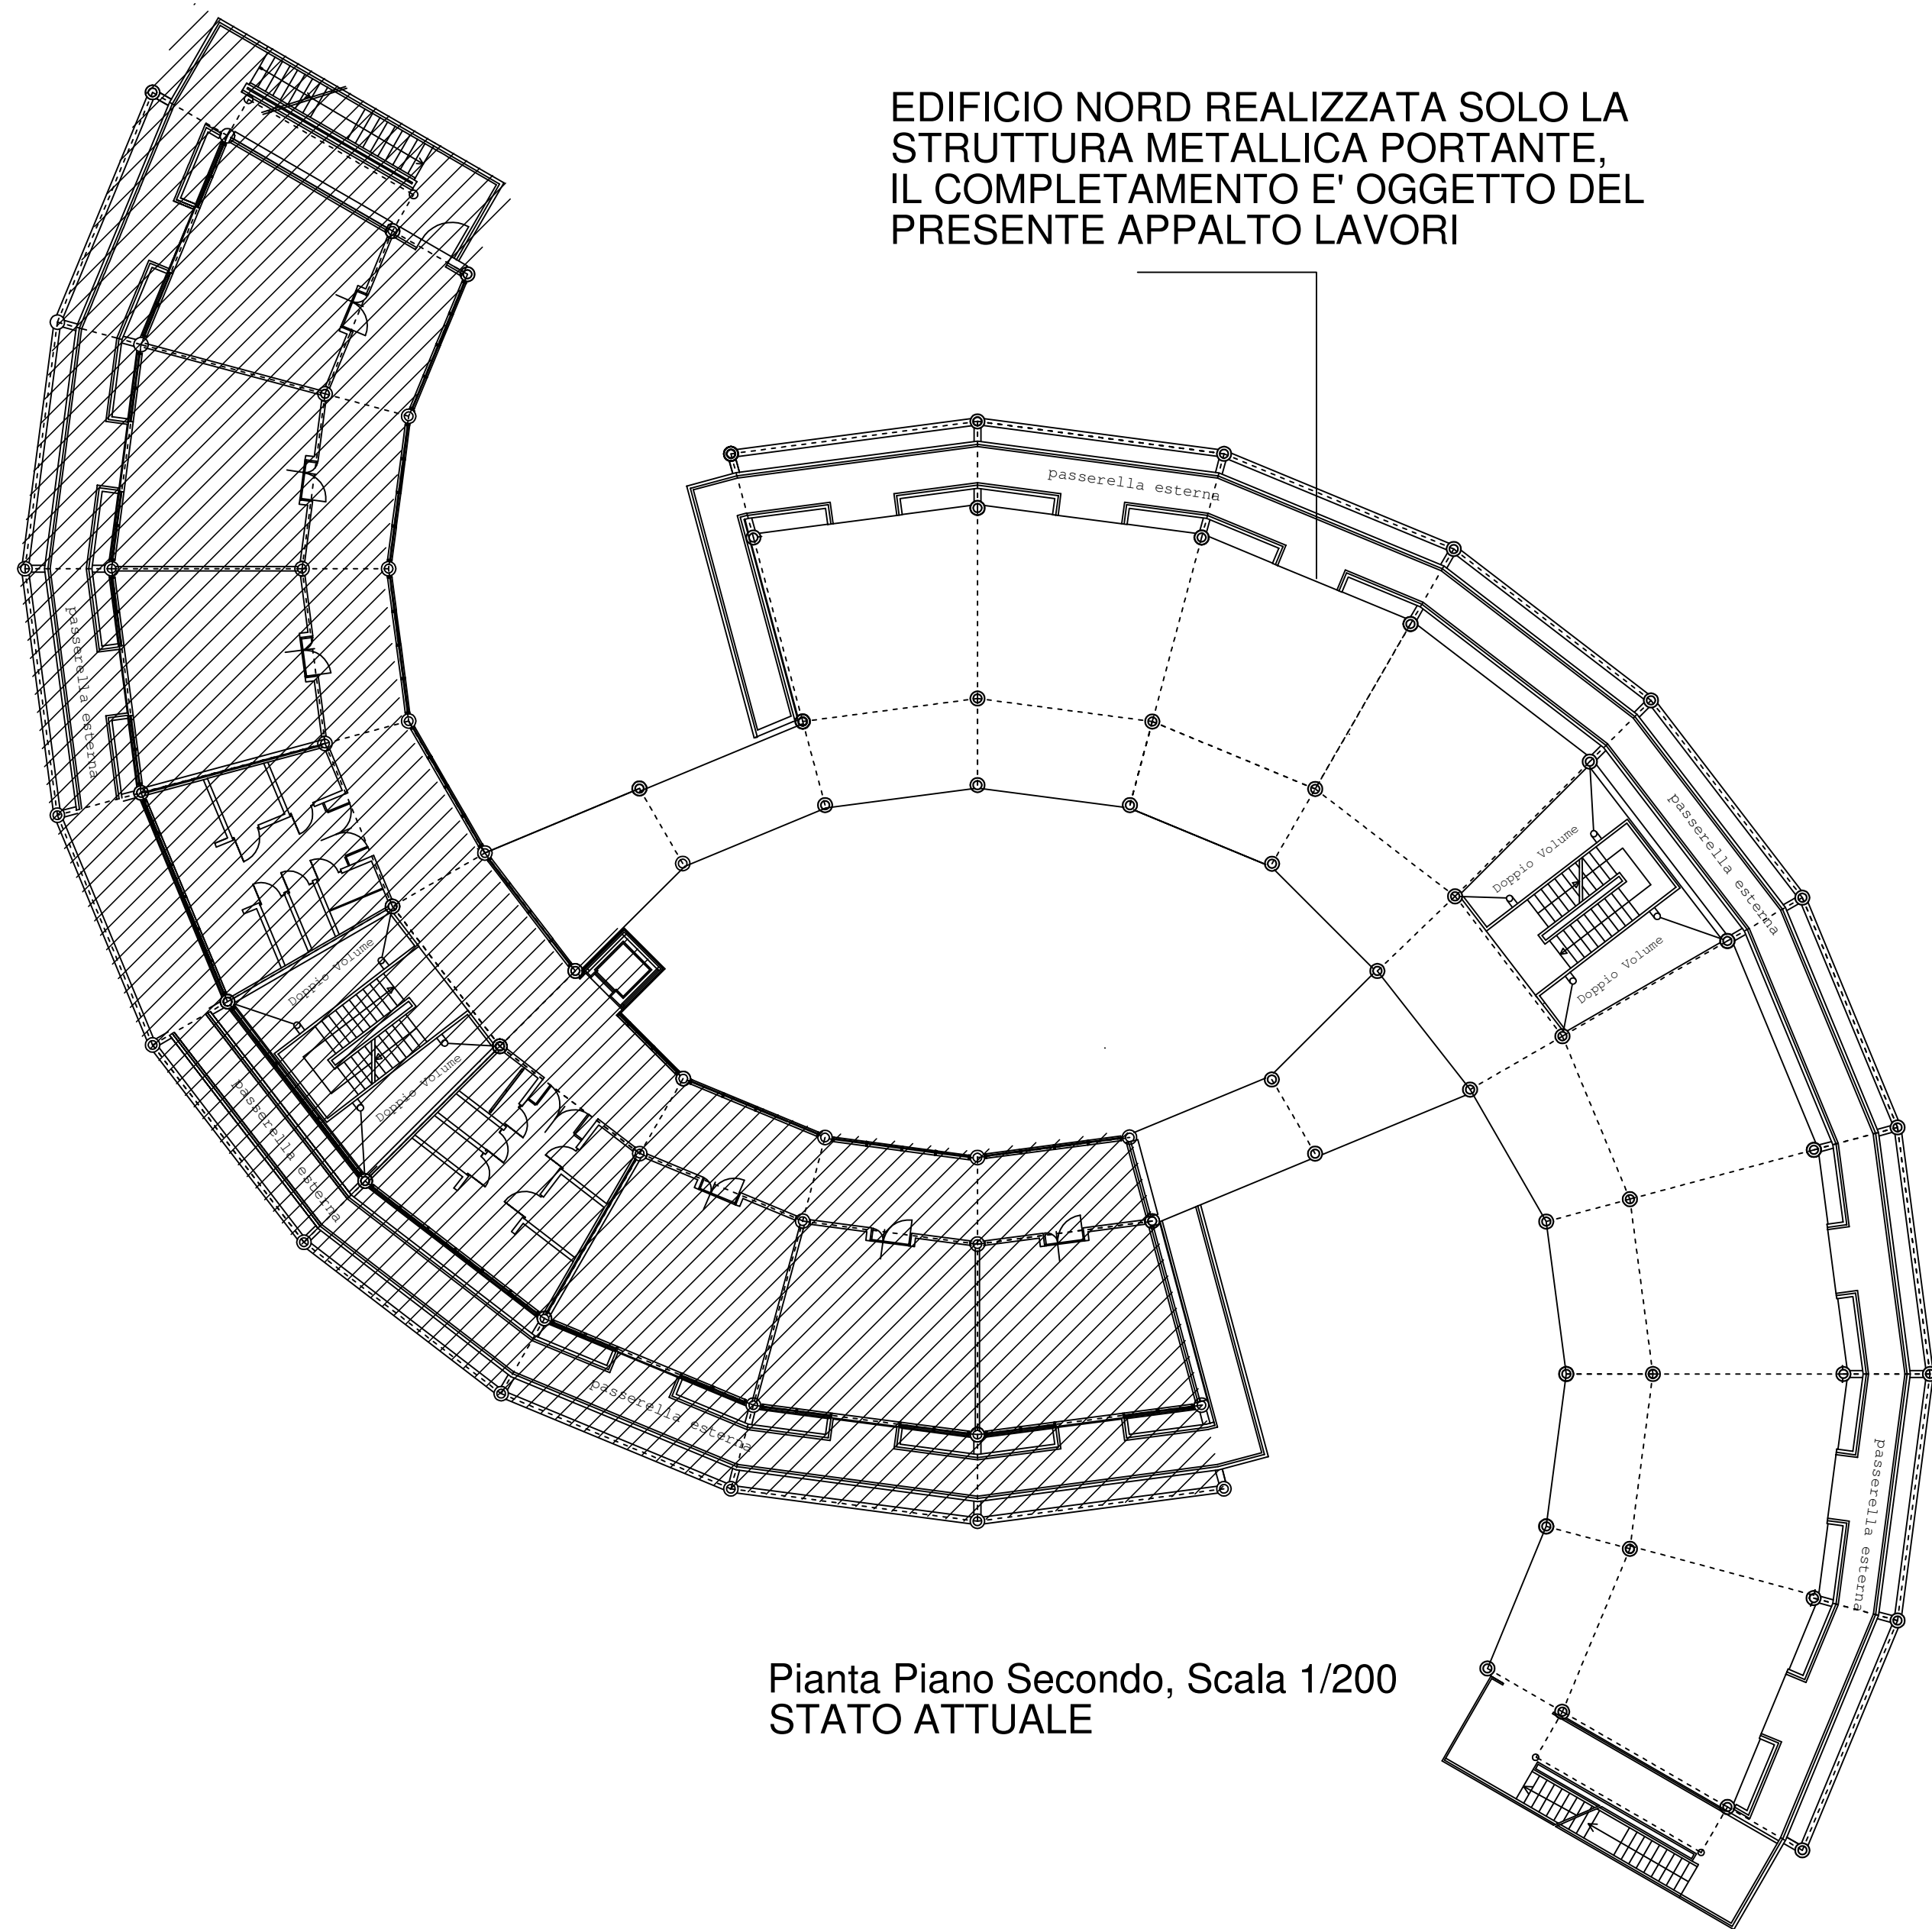 EDIFICIO NORD REALIZZATA SOLO LA
STRUTTURA METALLICA PORTANTE,
IL COMPLETAMENTO E' OGGETTO DEL
PRESENTE APPALTO LAVORI
passerella esterna
passerella esterna
passerella esterna
Doppio Volume
Doppio Volume
Doppio Volume
Doppio Volume
passerella esterna
passerella esterna
passerella esterna
Pianta Piano Secondo, Scala 1/200
STATO ATTUALE